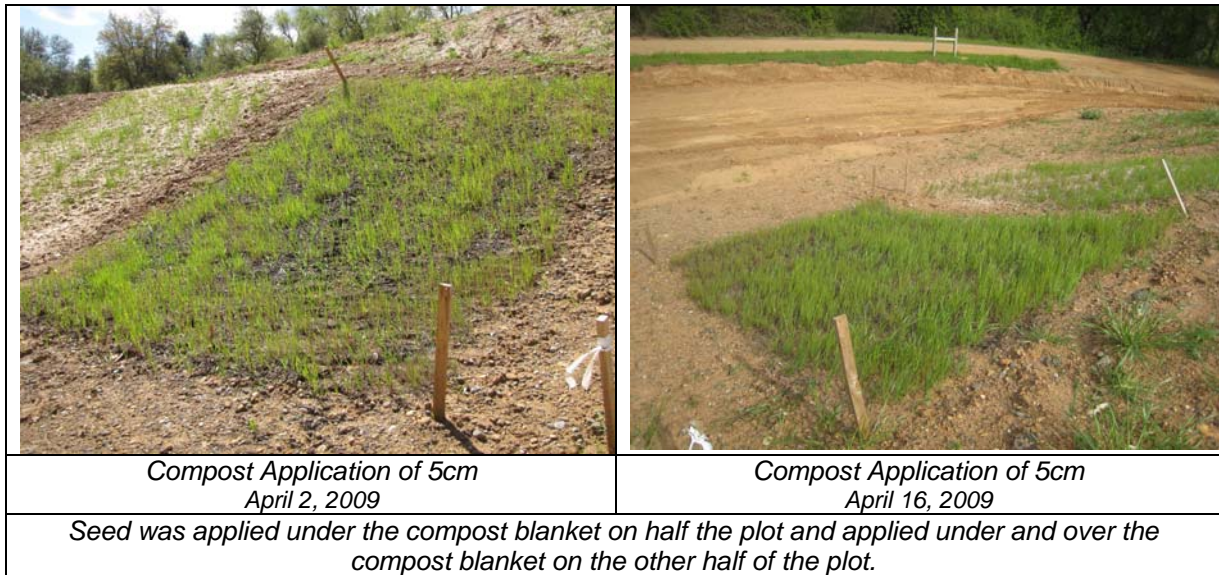 Compost Application of 5cm
April 2, 2009
Compost Application of 5cm
April 16, 2009
Seed was applied under the compost blanket on half the plot and applied under and over the
compost blanket on the other half of the plot.